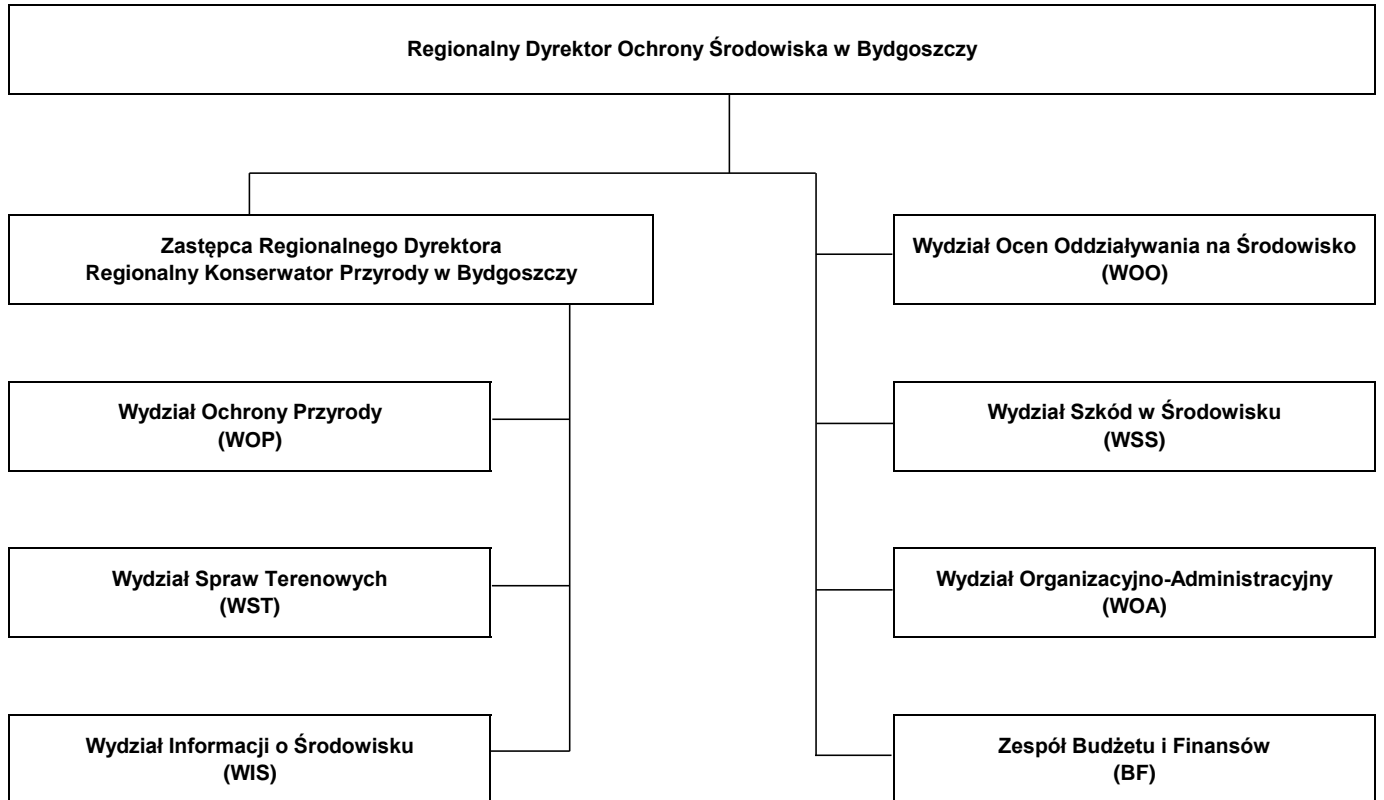 Regionalny Dyrektor Ochrony Środowiska w Bydgoszczy
Zastępca Regionalnego Dyrektora
Regionalny Konserwator Przyrody w Bydgoszczy
Wydział Ochrony Przyrody
(WOP)
Wydział Spraw Terenowych
(WST)
Wydział Informacji o Środowisku
(WIS)
Wydział Ocen Oddziaływania na Środowisko
(WOO)
Wydział Szkód w Środowisku
(WSS)
Wydział Organizacyjno-Administracyjny
(WOA)
Zespół Budżetu i Finansów
(BF)